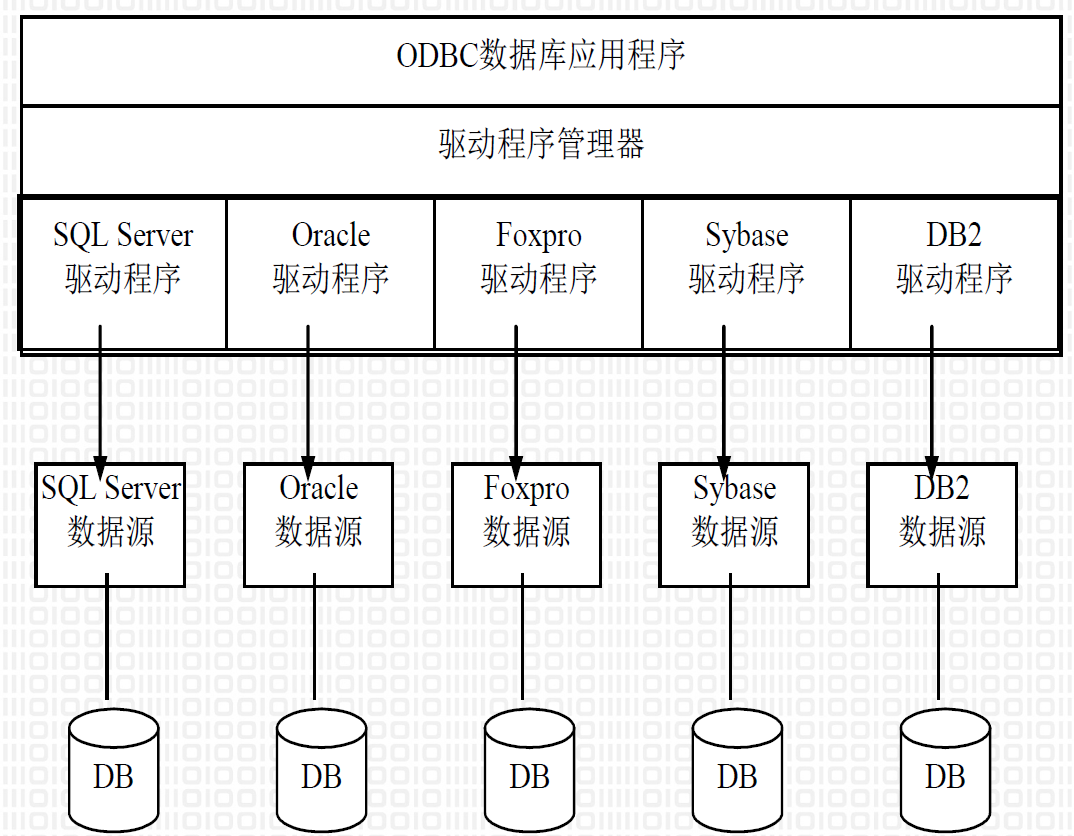 ODBC数据库应用程序
驱动程序管理器
SQL Server
驱动程序
Oracle
驱动程序
Foxpro
驱动程序
Sybase
驱动程序
DB2
驱动程序
SQL Server
数据源
Oracle
数据源
Foxpro
数据源
Sybase
数据源
DB2
数据源
DB
DB
DB
DB
DB